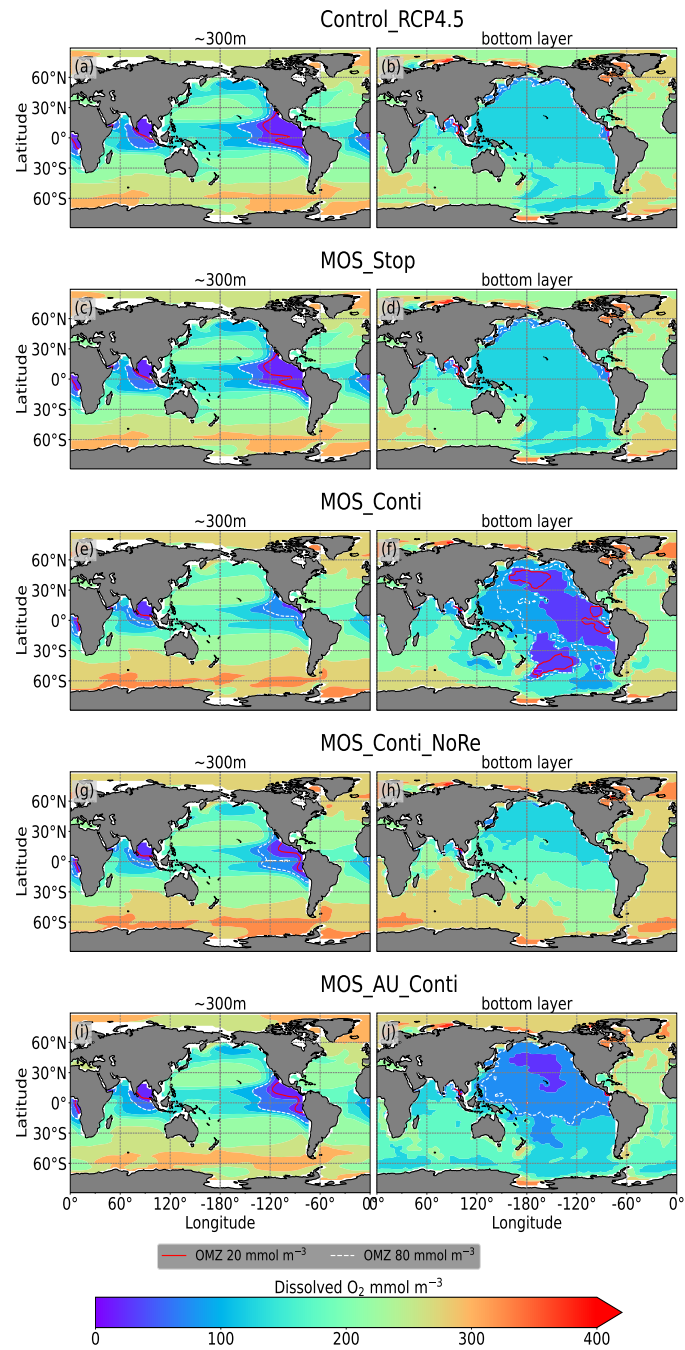 Control_RCP4.5
~300m bottom layer
(a) (b)
60°N
30°N
0°
30°S
60°S
Latitude
MOS_Stop
~300m bottom layer
(c) (d)
60°N
30°N
0°
30°S
60°S
Latitude
MOS_Conti
~300m bottom layer
(e) (f)
60°N
30°N
0°
30°S
60°S
Latitude
MOS_Conti_NoRe
~300m bottom layer
(g) (h)
60°N
30°N
0°
30°S
60°S
Latitude
MOS_AU_Conti
~300m bottom layer
(i) (j)
60°N
30°N
0°
30°S
60°S
Latitude
0° 60° 120° -180° -120° -60° 0° 60° 120° -180° -120° -60° 0°
Longitude Longitude
OMZ 20 mmol m⁻³ OMZ 80 mmol m⁻³
Dissolved O₂ mmol m⁻³
0 100 200 300 400